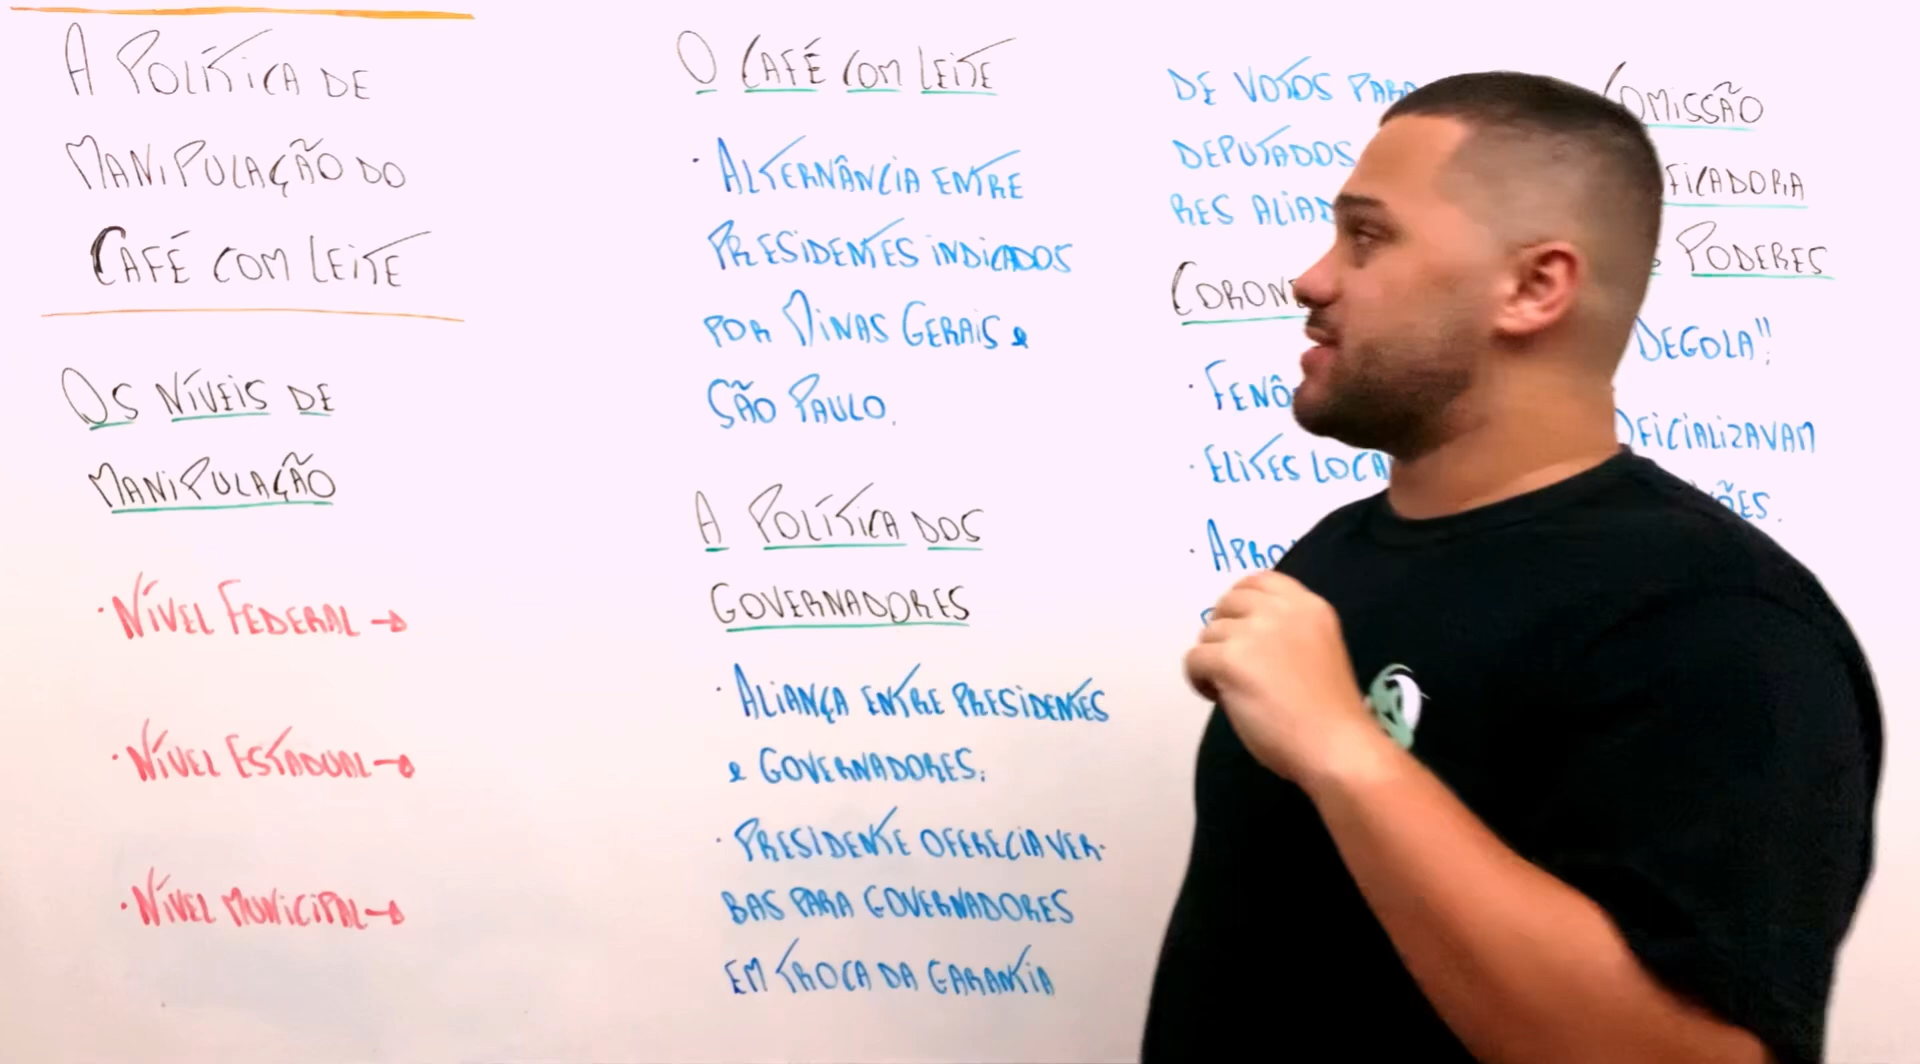 A POLÍTICA DE
MANIPULAÇÃO DO
CAFÉ COM LEITE
OS NÍVEIS DE
MANIPULAÇÃO
· NÍVEL FEDERAL →
· NÍVEL ESTADUAL →
· NÍVEL MUNICIPAL →
O CAFÉ COM LEITE
· ALTERNÂNCIA ENTRE
PRESIDENTES INDICADOS
POR MINAS GERAIS e
SÃO PAULO.
A POLÍTICA DOS
GOVERNADORES
· ALIANÇA ENTRE PRESIDENTES
e GOVERNADORES.
· PRESIDENTE OFERECIA VER-
BAS PARA GOVERNADORES
EM TROCA DA GARANTIA
DE VOTOS PARA
DEPUTADOS
RES ALIAD
CORON
· FENÔ
· ELITES LOCA
· APRO
COMISSÃO
FICADORA
PODERES
DEGOLA"!
OFICIALIZAVAM
ÕES.